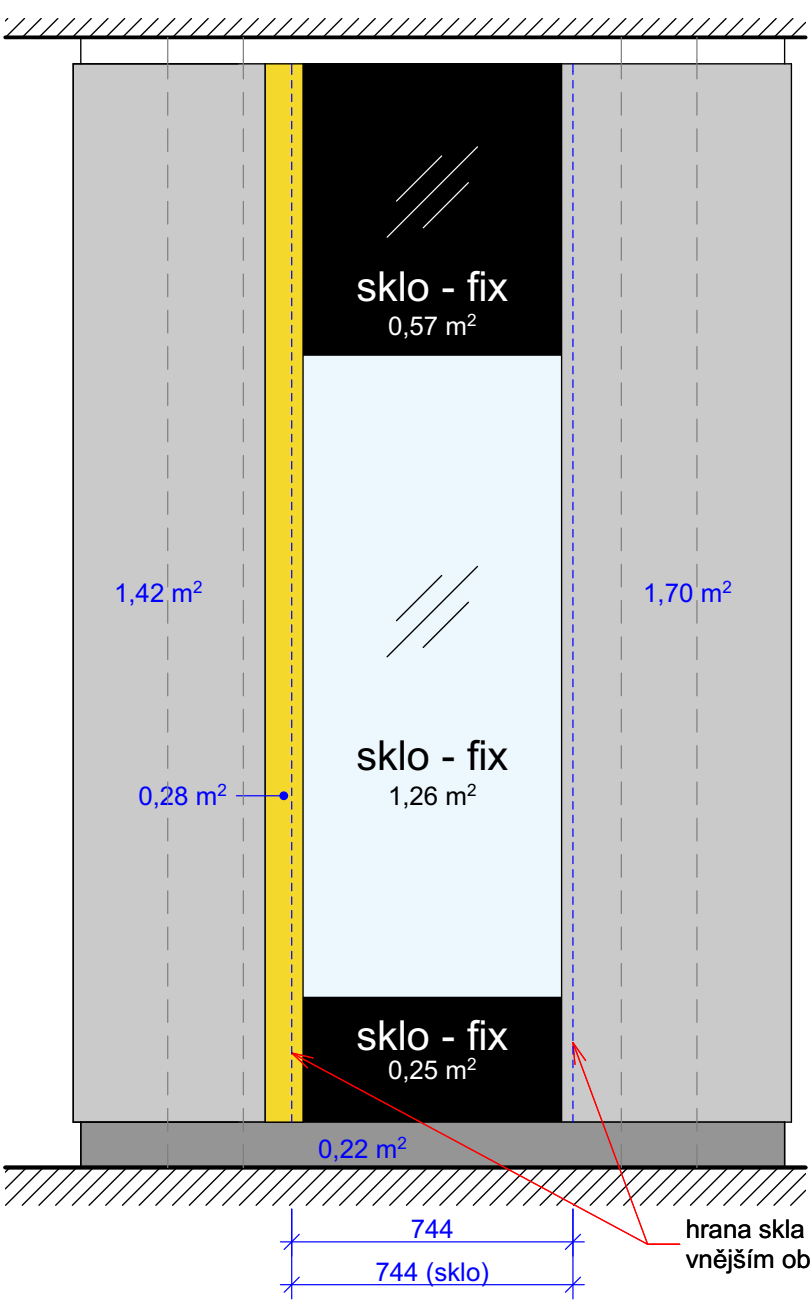 sklo - fix
0,57 m²
1,42 m²
1,70 m²
sklo - fix
0,28 m²
1,26 m²
sklo - fix
0,25 m²
0,22 m²
744
hrana skla
744 (sklo)
vnějším ob